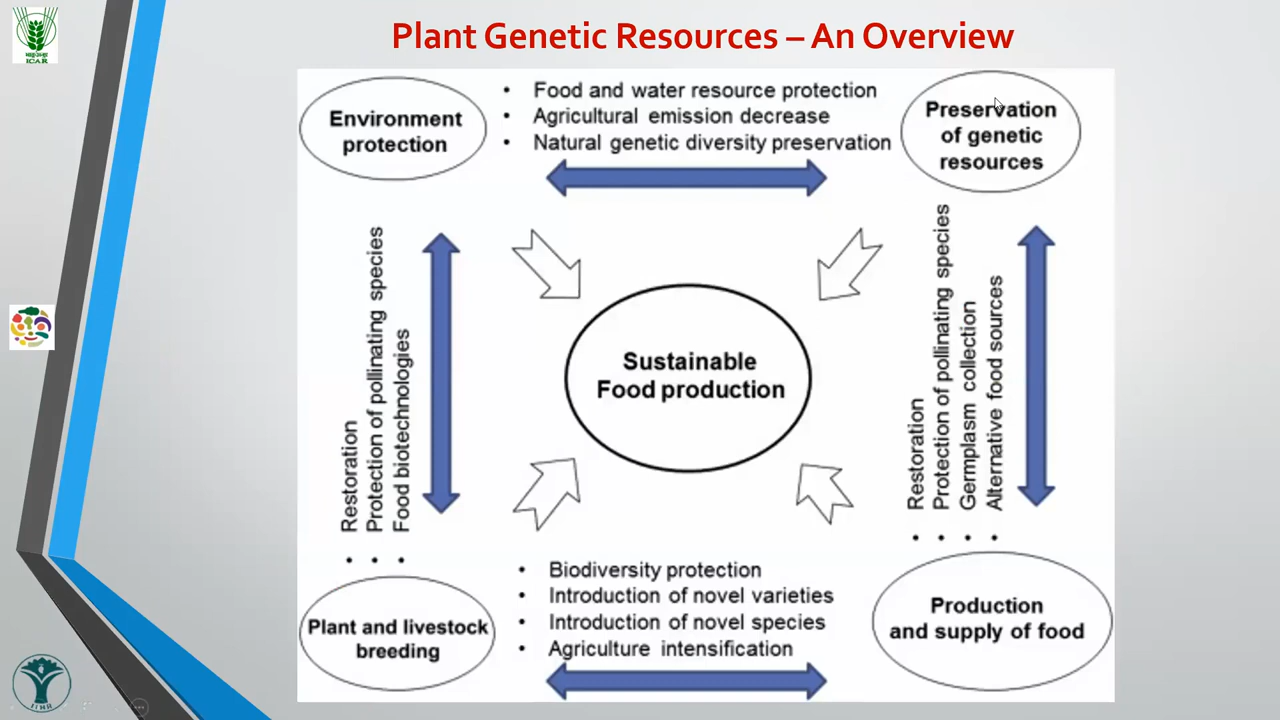 Plant Genetic Resources – An Overview
ICAR
Environment
protection
• Food and water resource protection
• Agricultural emission decrease
• Natural genetic diversity preservation
Preservation
of genetic
resources
• Restoration
• Protection of pollinating species
• Food biotechnologies
Sustainable
Food production
• Restoration
• Protection of pollinating species
• Germplasm collection
• Alternative food sources
Plant and livestock
breeding
• Biodiversity protection
• Introduction of novel varieties
• Introduction of novel species
• Agriculture intensification
Production
and supply of food